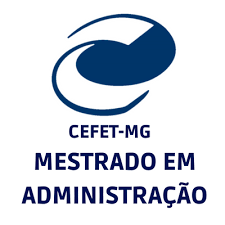 CEFET-MG
MESTRADO EM
ADMINISTRAÇÃO